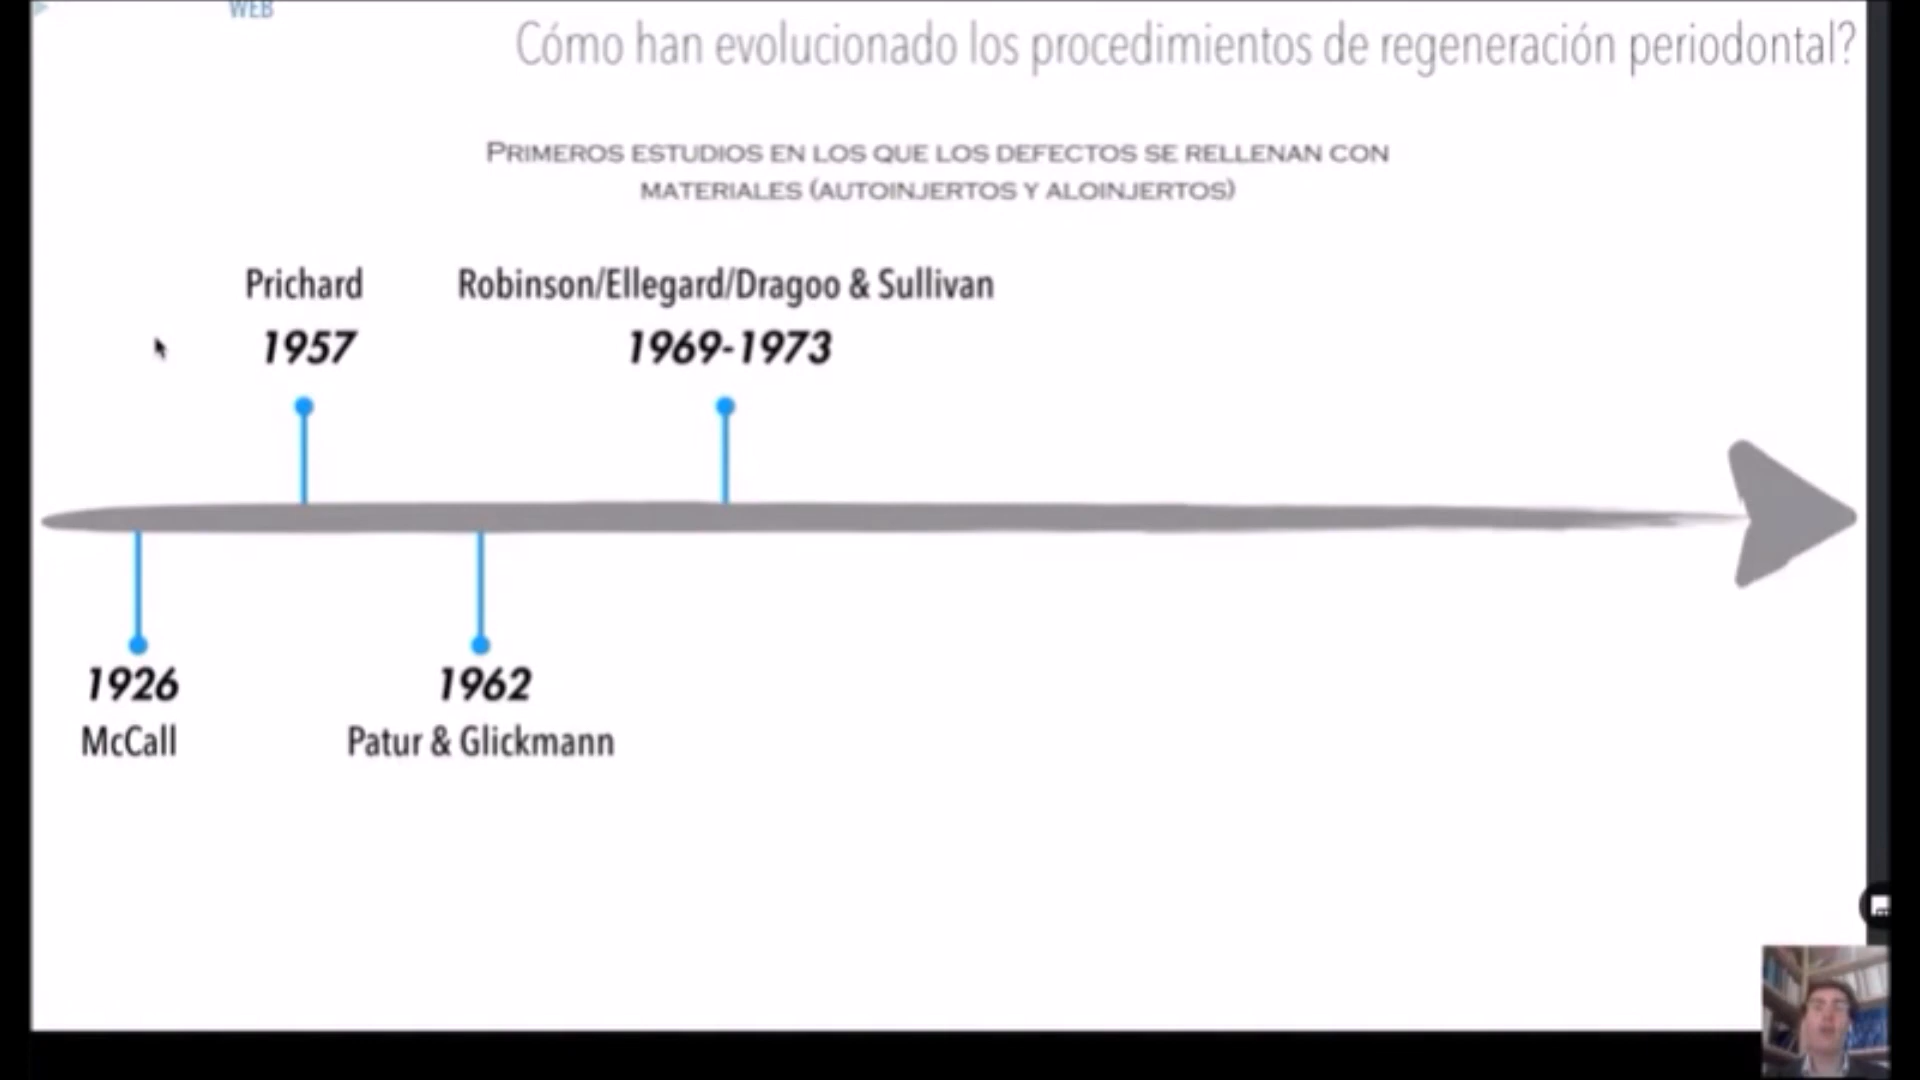 WEB
Cómo han evolucionado los procedimientos de regeneración periodontal?
PRIMEROS ESTUDIOS EN LOS QUE LOS DEFECTOS SE RELLENAN CON
MATERIALES (AUTOINJERTOS Y ALOINJERTOS)
Prichard
1957
Robinson/Ellegard/Dragoo & Sullivan
1969-1973
1926
McCall
1962
Patur & Glickmann